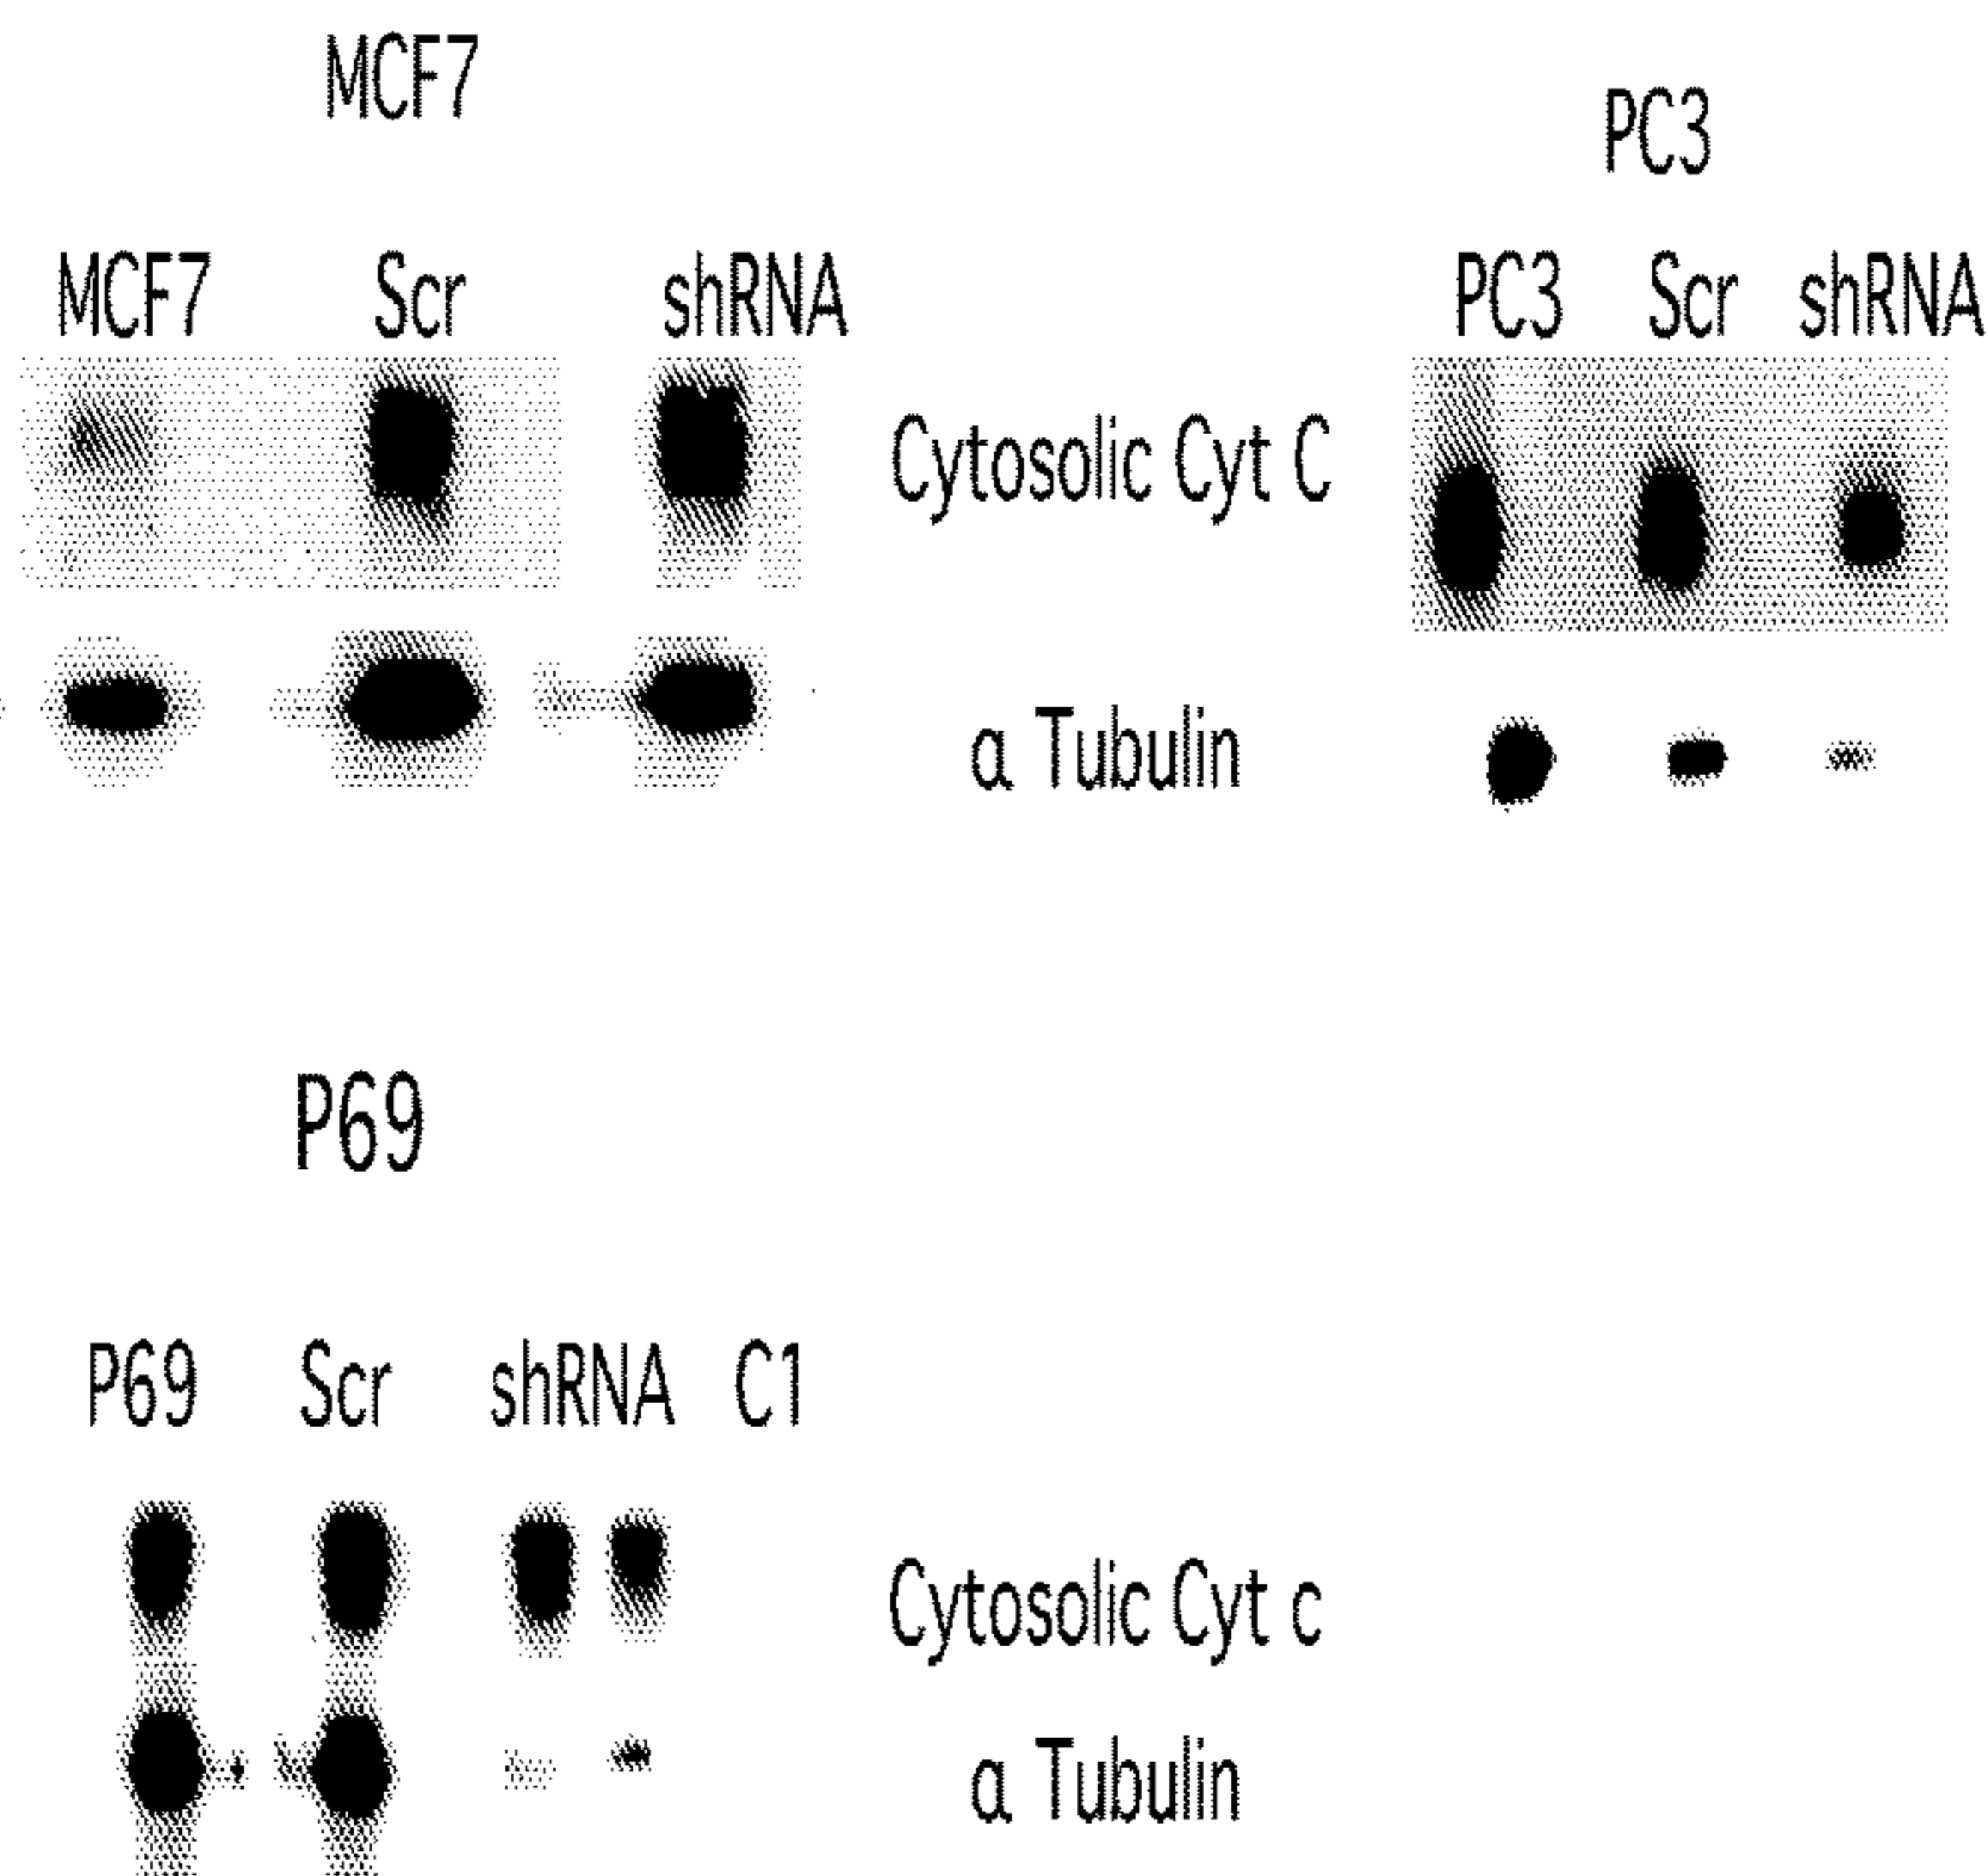 MCF7
PC3
MCF7 Scr shRNA
PC3 Scr shRNA
Cytosolic Cyt C
α Tubulin
P69
P69 Scr shRNA C1
Cytosolic Cyt c
α Tubulin